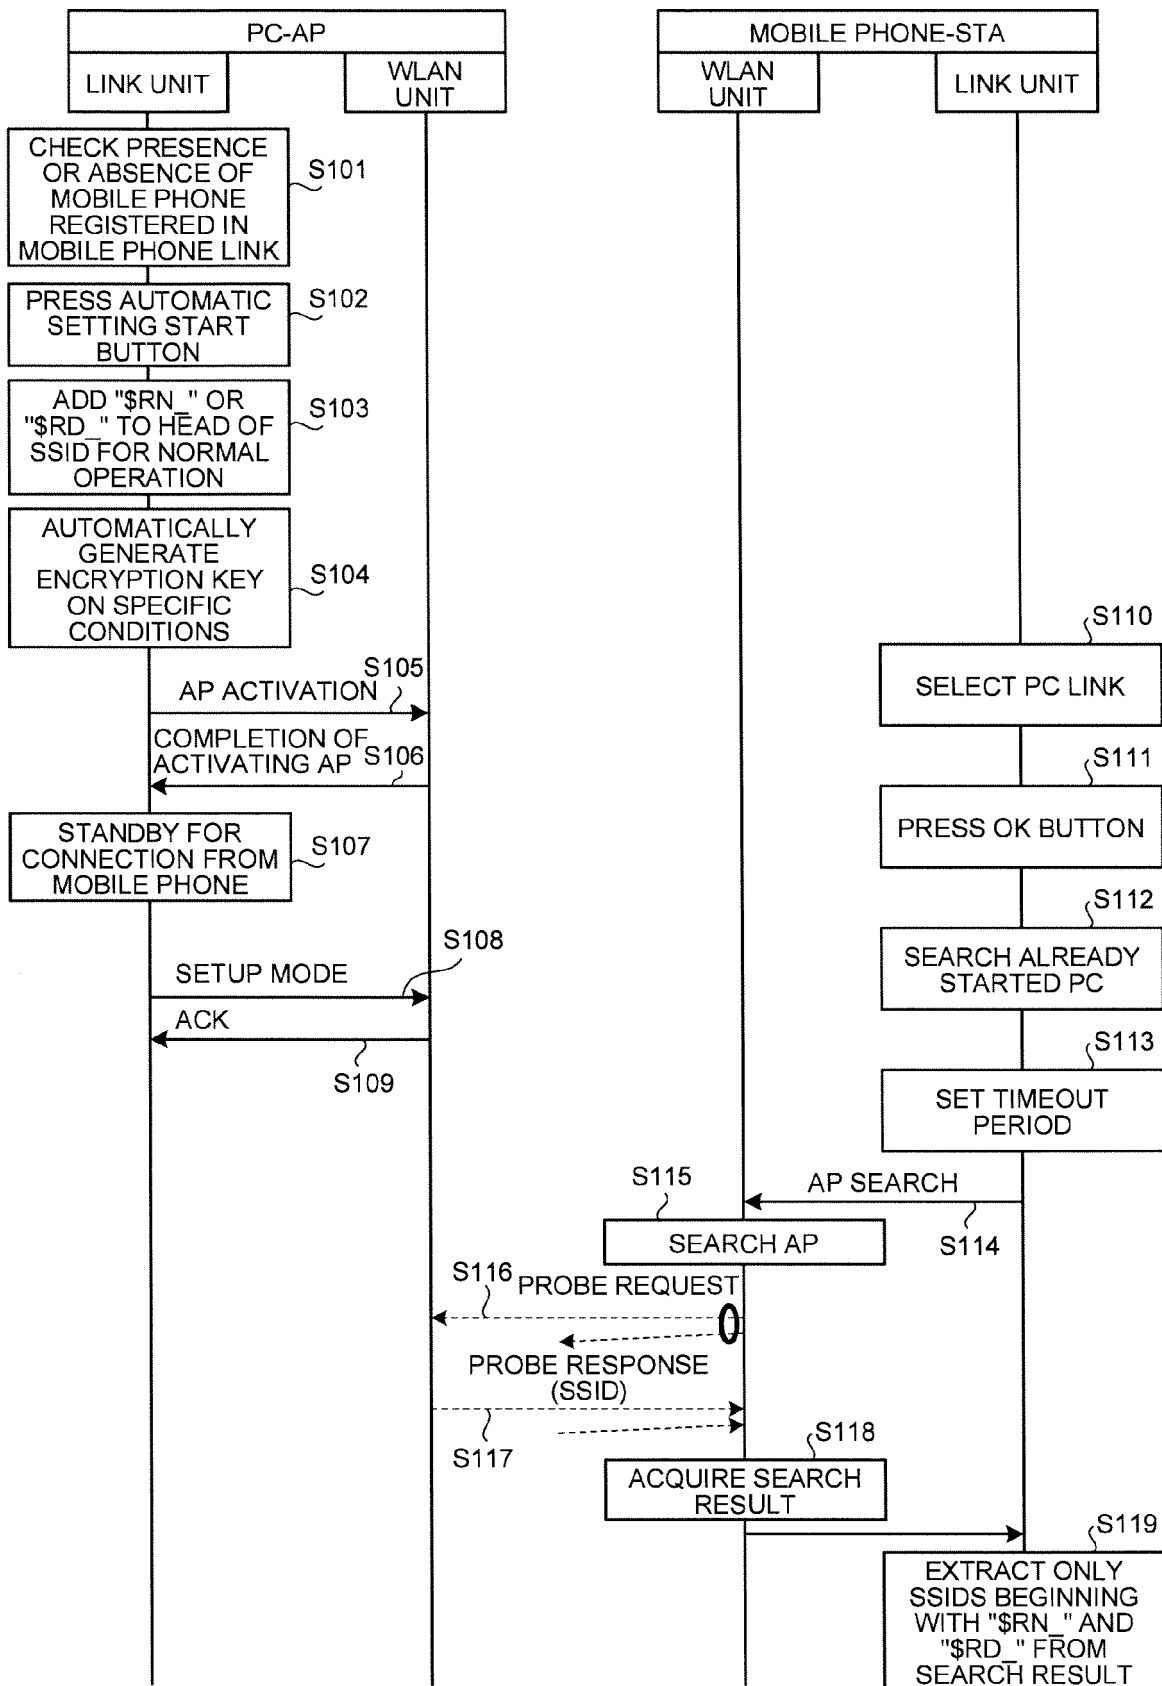 PC-AP
MOBILE PHONE-STA
LINK UNIT
WLAN
UNIT
WLAN
UNIT
LINK UNIT
CHECK PRESENCE
OR ABSENCE OF
MOBILE PHONE
REGISTERED IN
MOBILE PHONE LINK
S101
PRESS AUTOMATIC
SETTING START
BUTTON
S102
ADD "$RN_" OR
"$RD_" TO HEAD OF
SSID FOR NORMAL
OPERATION
S103
AUTOMATICALLY
GENERATE
ENCRYPTION KEY
ON SPECIFIC
CONDITIONS
S104
S110
SELECT PC LINK
AP ACTIVATION
S105
COMPLETION OF
ACTIVATING AP
S106
S111
PRESS OK BUTTON
STANDBY FOR
CONNECTION FROM
MOBILE PHONE
S107
S112
SEARCH ALREADY
STARTED PC
SETUP MODE
S108
ACK
S109
S113
SET TIMEOUT
PERIOD
AP SEARCH
S114
S115
SEARCH AP
S116
PROBE REQUEST
PROBE RESPONSE
(SSID)
S117
S118
ACQUIRE SEARCH
RESULT
S119
EXTRACT ONLY
SSIDS BEGINNING
WITH "$RN_" AND
"$RD_" FROM
SEARCH RESULT